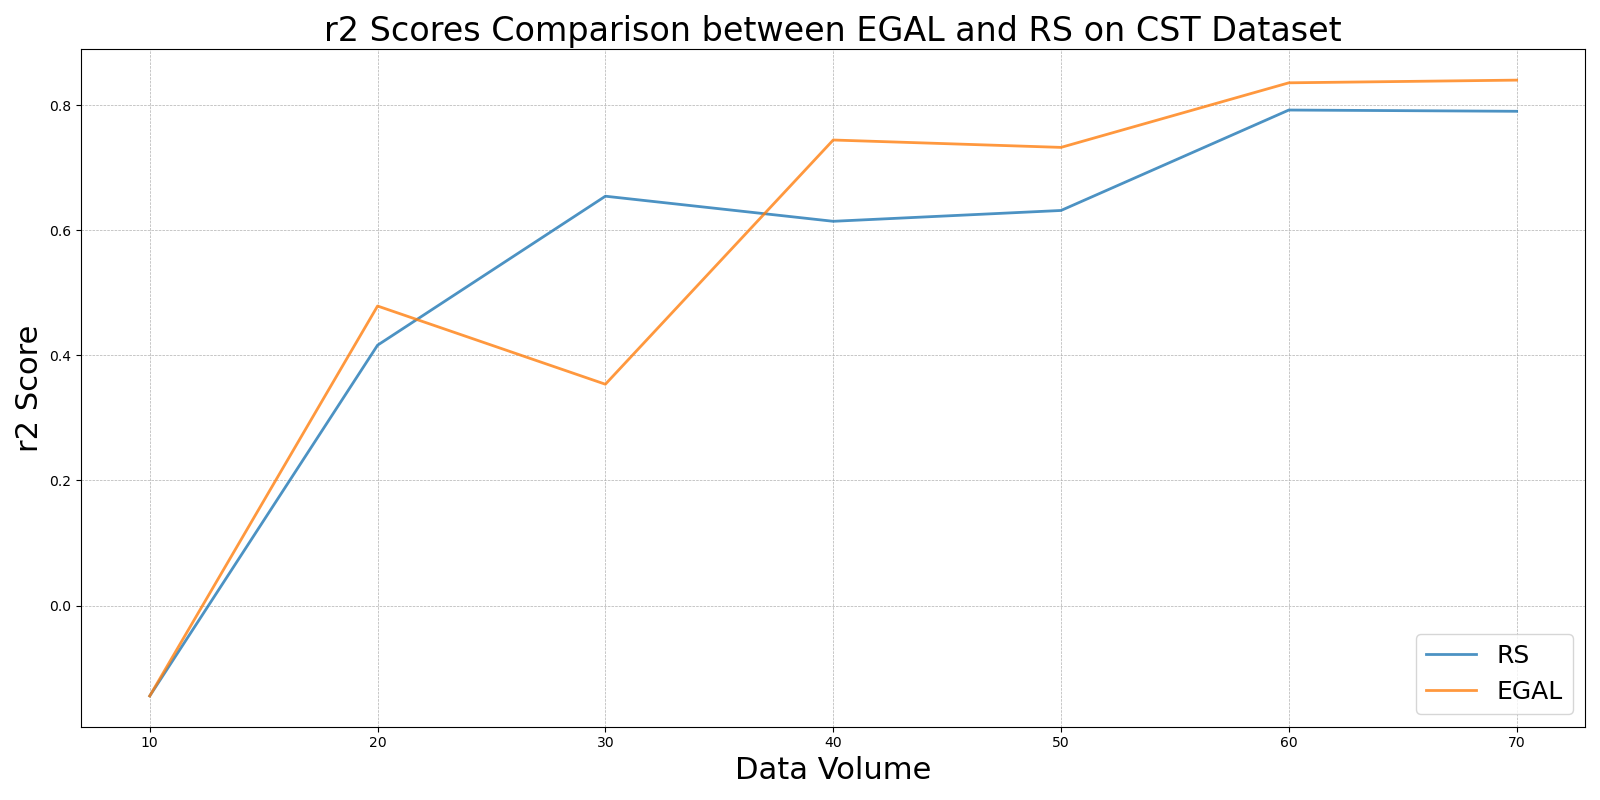 r2 Scores Comparison between EGAL and RS on CST Dataset
r2 Score
0.8
0.6
0.4
0.2
0.0
10 20 30 40 50 60 70
Data Volume
RS
EGAL